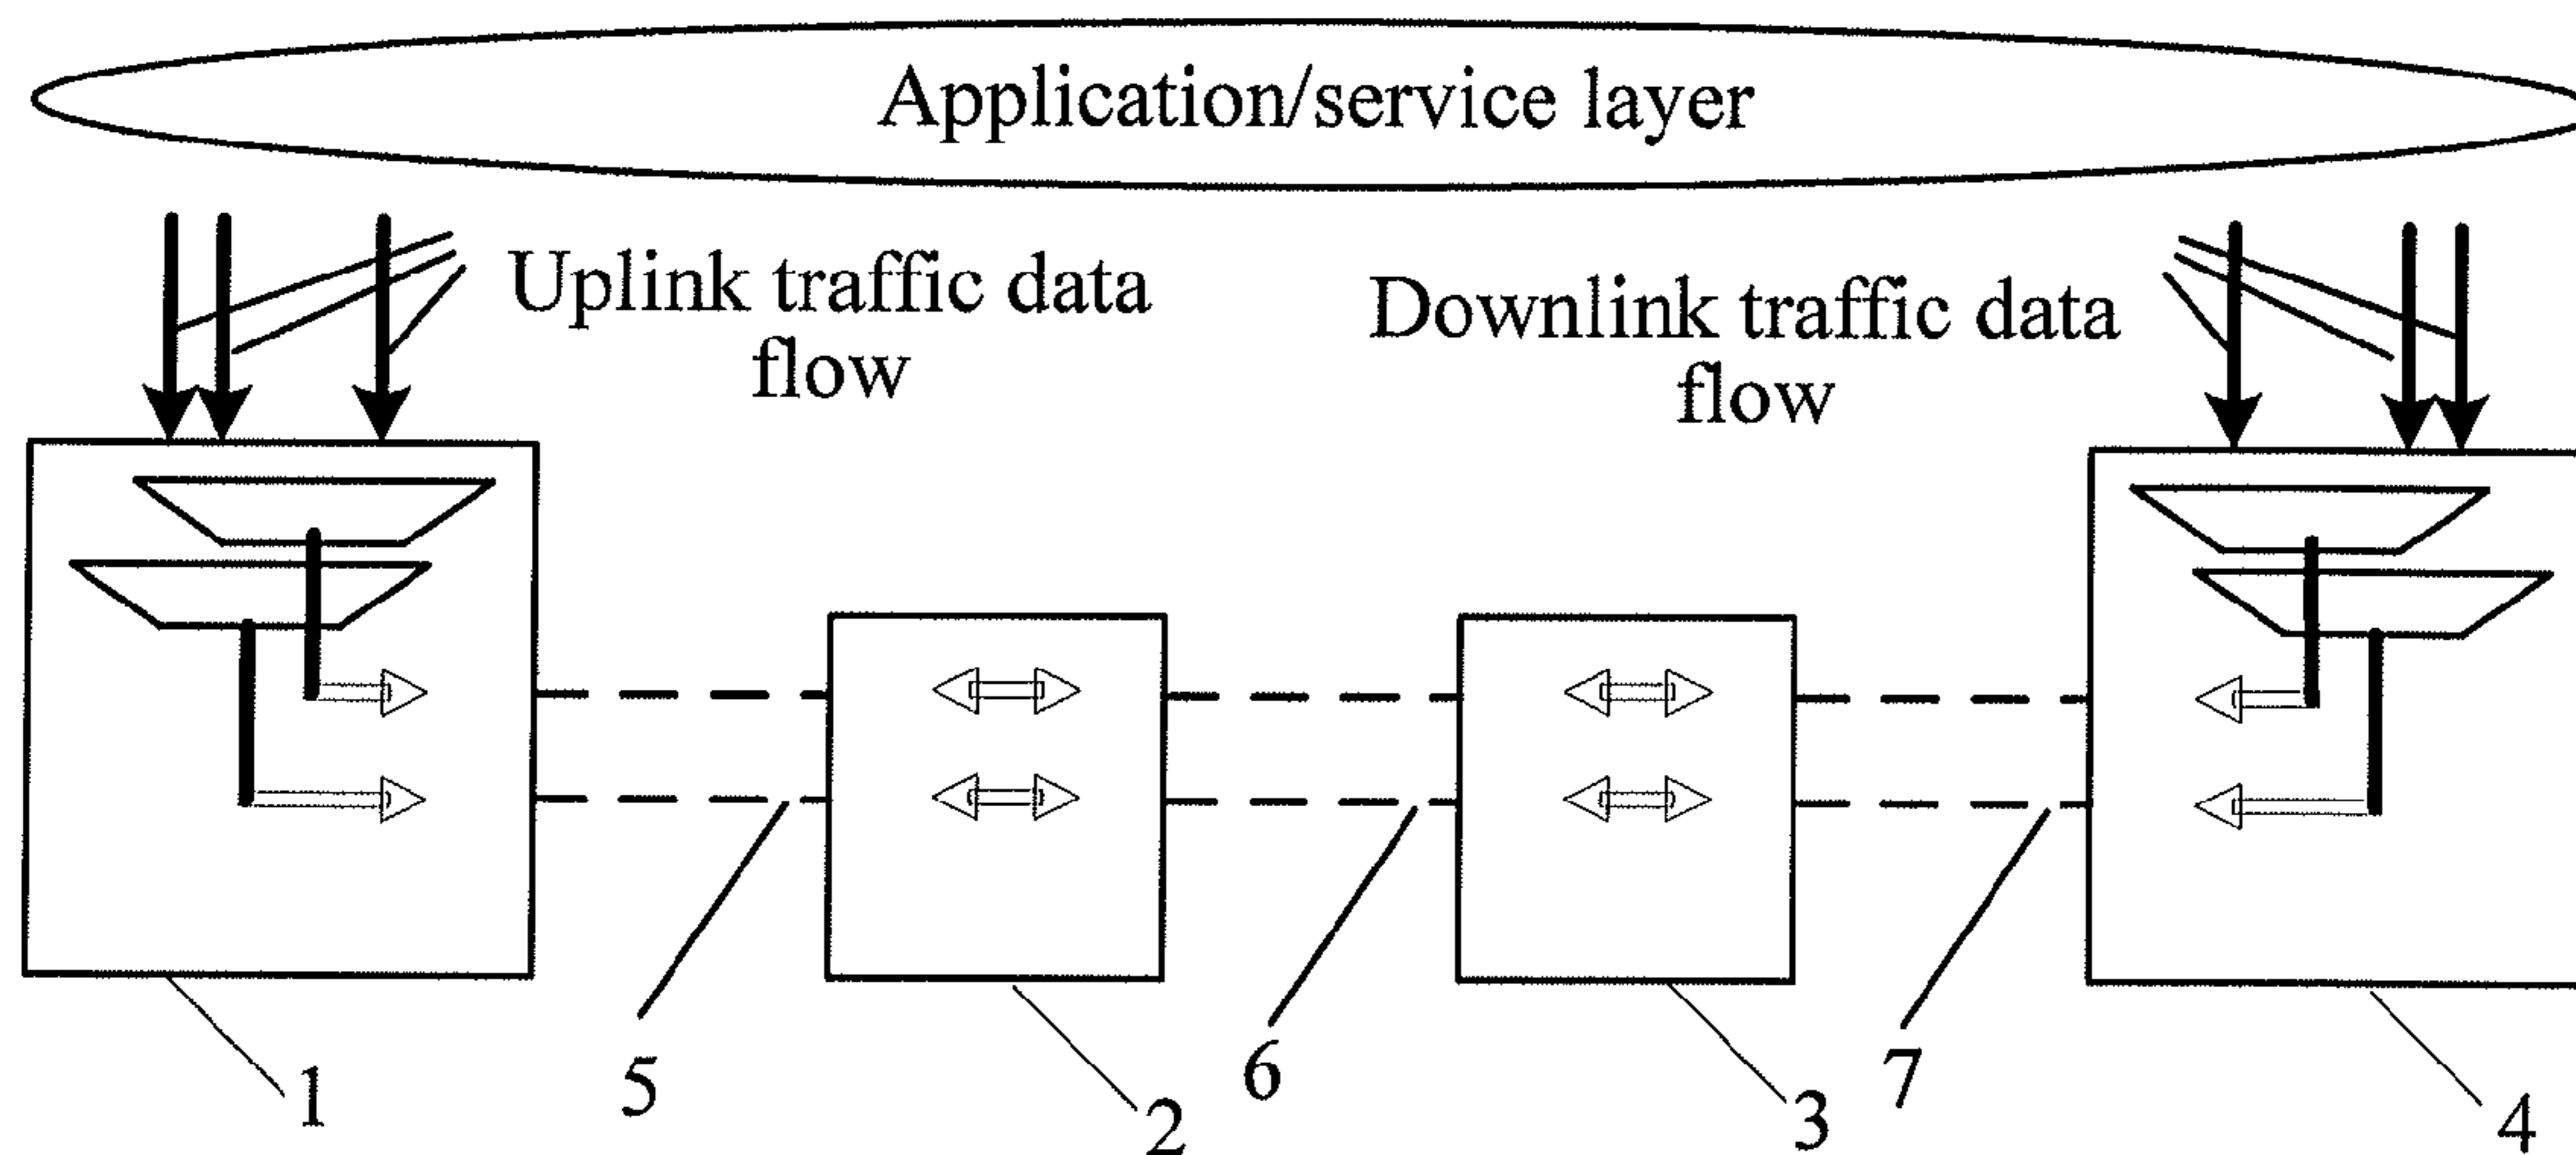 Application/service layer
Uplink traffic data
flow
Downlink traffic data
flow
1
5
2
6
3
7
4